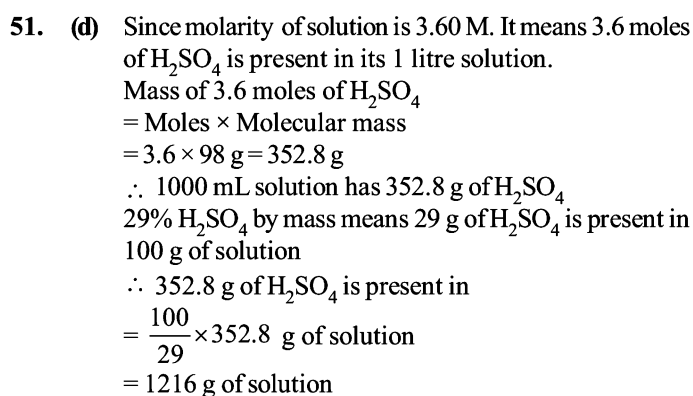 51. (d) Since molarity of solution is 3.60 M. It means 3.6 moles
of H₂SO₄ is present in its 1 litre solution.
Mass of 3.6 moles of H₂SO₄
= Moles × Molecular mass
= 3.6 × 98 g = 352.8 g
∴ 1000 mL solution has 352.8 g of H₂SO₄
29% H₂SO₄ by mass means 29 g of H₂SO₄ is present in
100 g of solution
∴ 352.8 g of H₂SO₄ is present in
= 100/29 × 352.8 g of solution
= 1216 g of solution